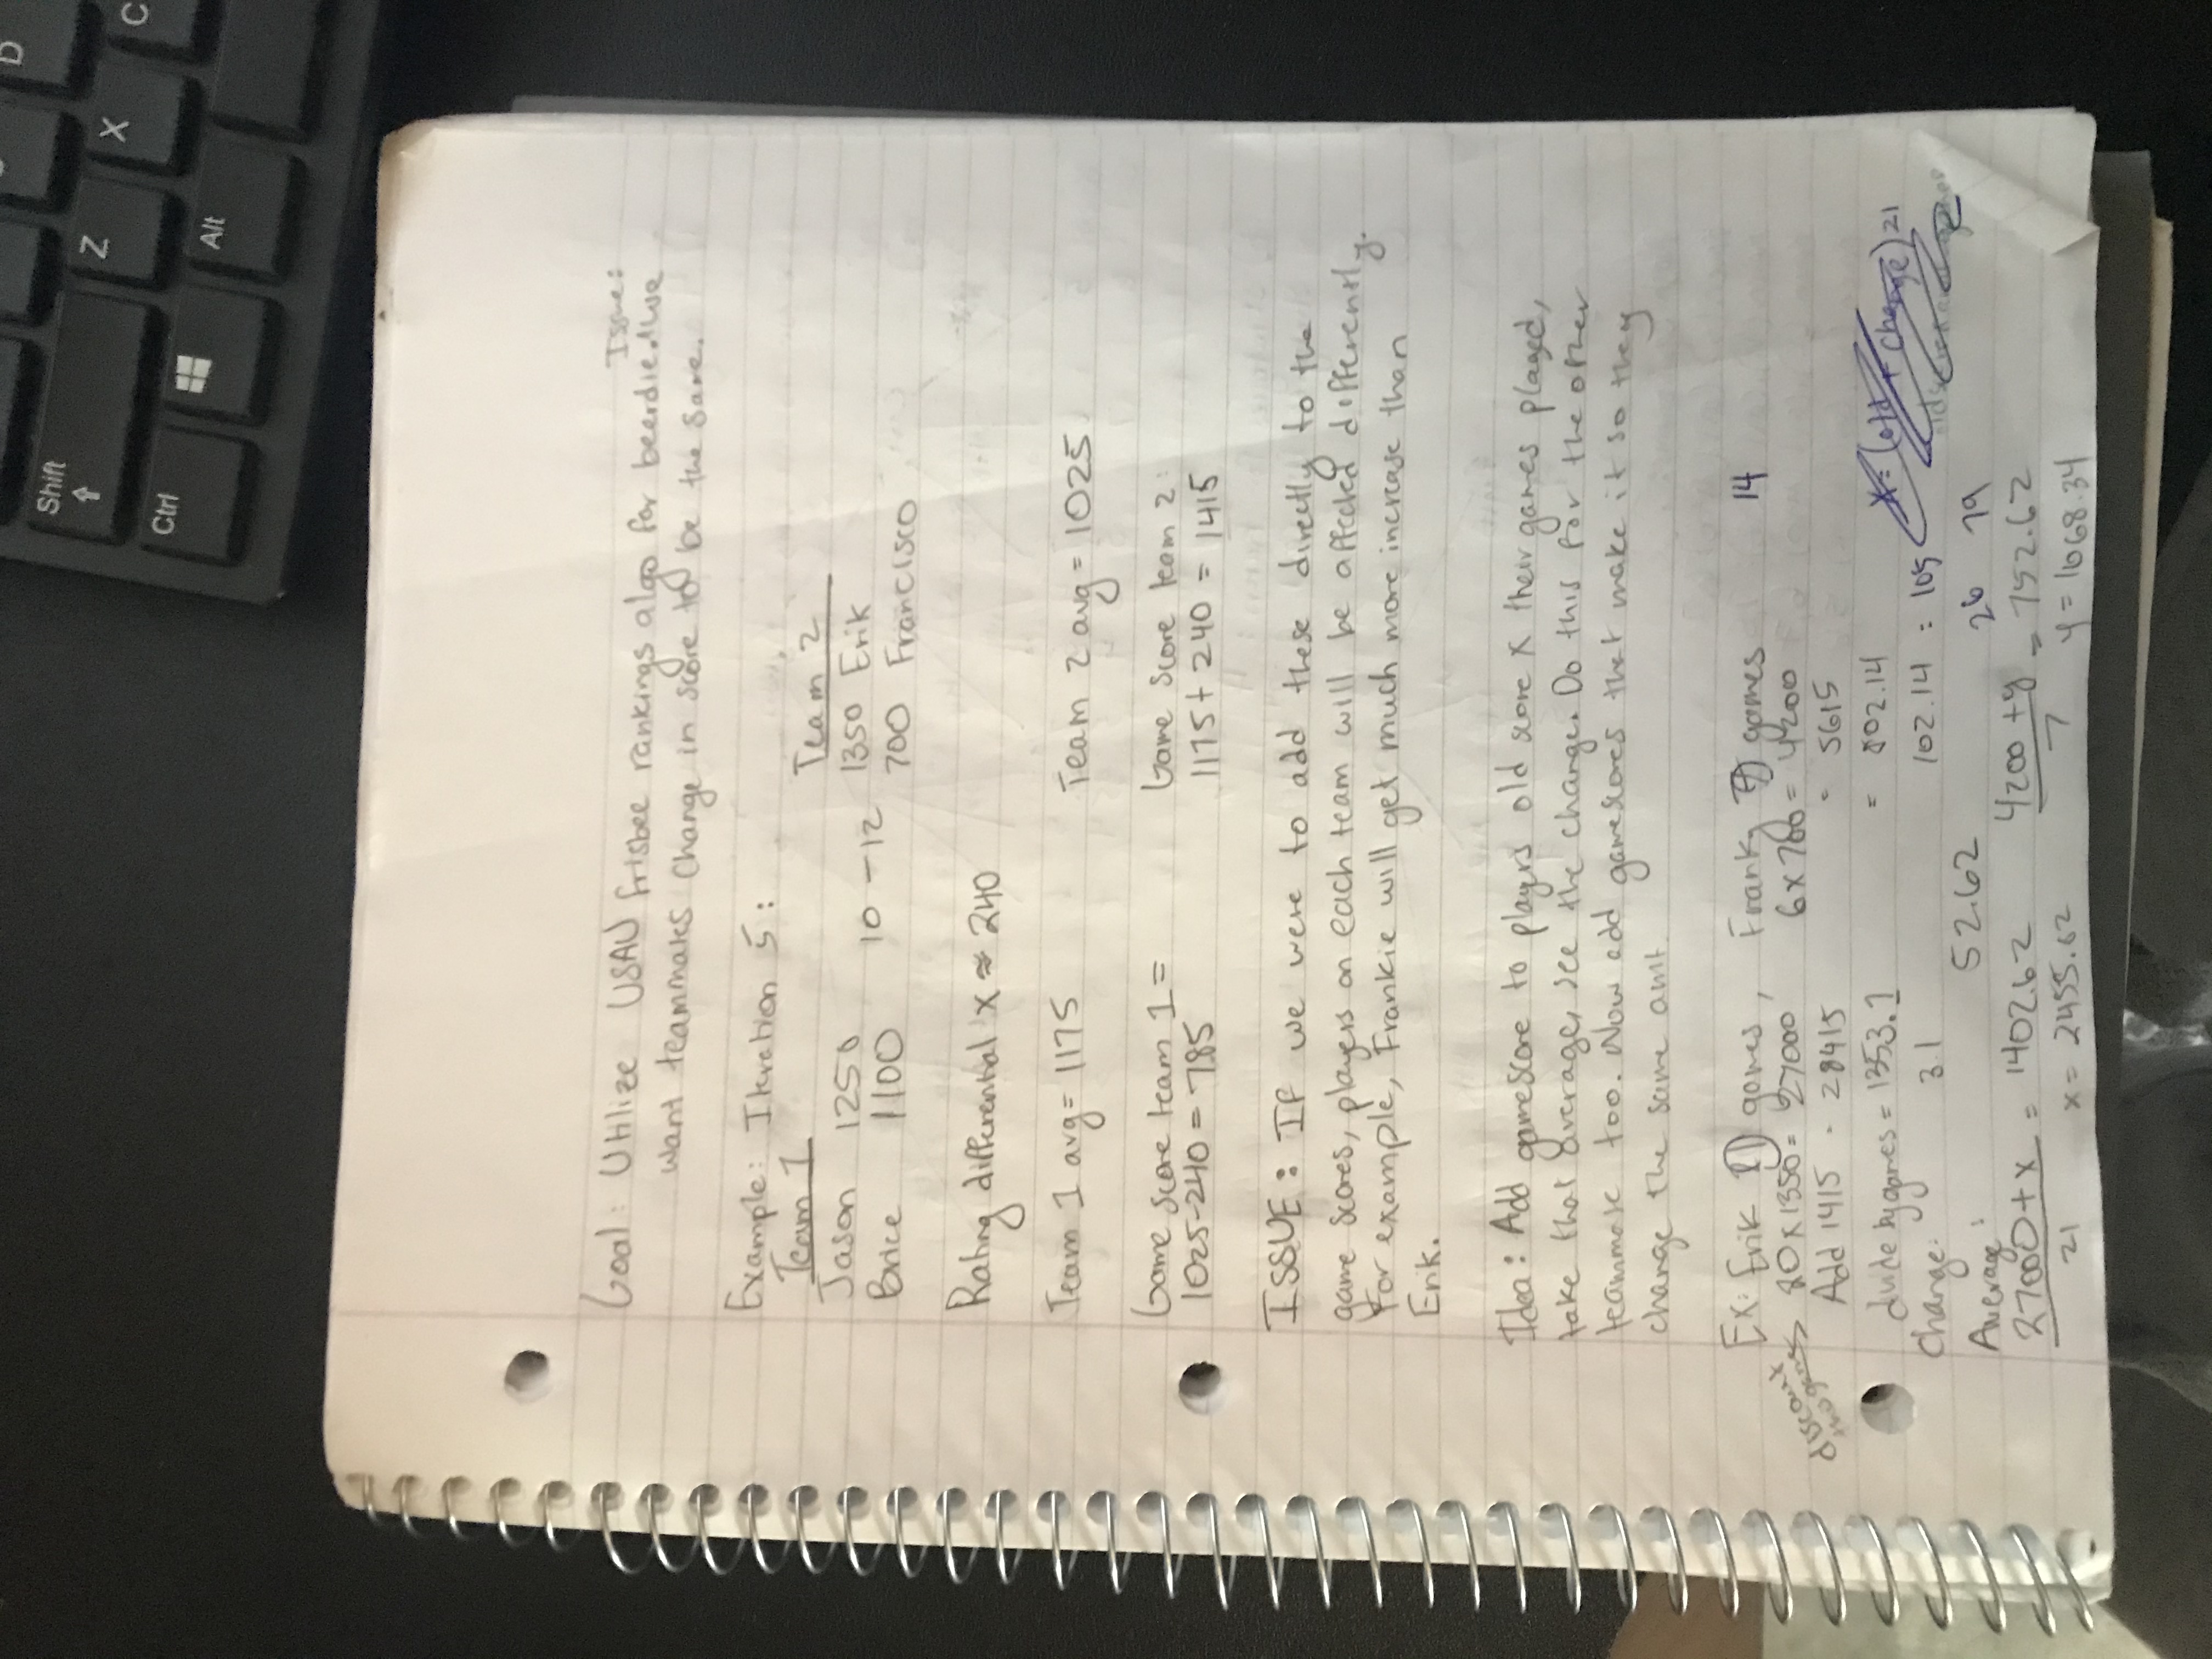 D
Shift
Z
X
C
Ctrl
Alt
Issue:
Goal: Utilize USAU frisbee rankings algo for beerdie. we
want teammates change in score to be the same.
Example: Iteration 5:
Team 1
Team 2
Jason 1250
1350 Erik
10 - 12
Brice 1100
700 Francisco
Rating differential x ≈ 240
Team 1 avg = 1175
Team 2 avg = 1025
Game score team 1 =
Game Score team 2:
1025-240 = 785
1175 + 240 = 1415
ISSUE: If we were to add these directly to the
game scores, players on each team will be affected differently.
For example, Frankie will get much more increase than
Erik.
Idea: Add gamescore to players old score x their games played,
take that average, see the change. Do this for the other
teammate too. Now add gamescores that make it so they
change the same amt.
Ex: Erik 21 games, Franky 7 games 14
discount this game
20 x 1350 = 27000 6 x 700 = 4200
Add 1415 = 28415 = 5615
divide by games = 1353.1 = 802.14
x = (old + change) 21
Change: 3.1 102.14 = 105
Average: 52.62 26 79
27000 + x / 21 = 1402.62 4200 + y / 7 = 752.62
x = 2455.02 y = 1068.34